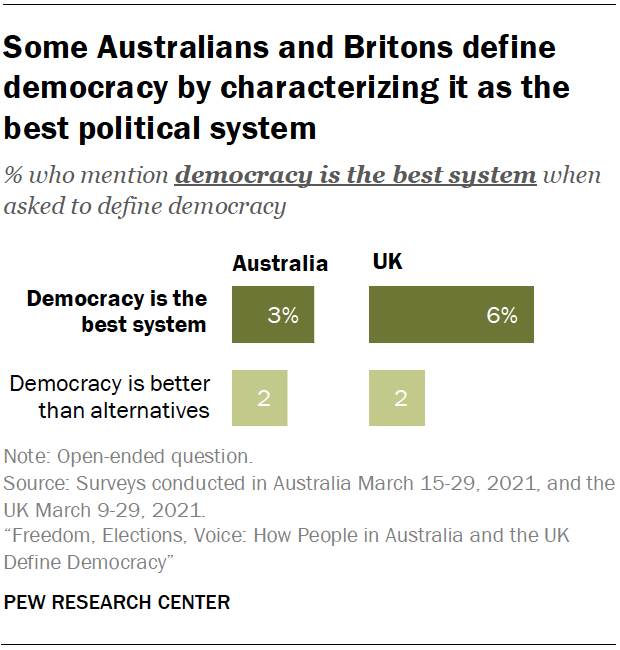 Some Australians and Britons define
democracy by characterizing it as the
best political system
% who mention democracy is the best system when
asked to define democracy
Australia UK
Democracy is the
best system
3% 6%
Democracy is better
than alternatives
2 2
Note: Open-ended question.
Source: Surveys conducted in Australia March 15-29, 2021, and the
UK March 9-29, 2021.
“Freedom, Elections, Voice: How People in Australia and the UK
Define Democracy”
PEW RESEARCH CENTER